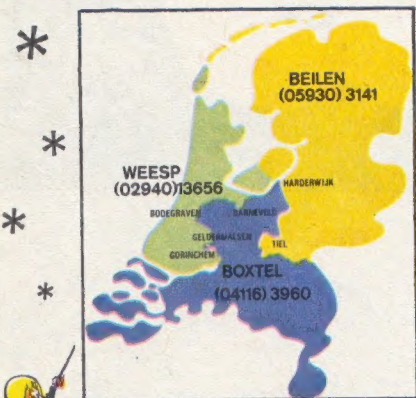 BEILEN
(05930) 3141
WEESP
(02940)13656
HARDERWIJK
BODEGRAVEN BARNEVELD
GELDERMALSEN TIEL
GORINCHEM
BOXTEL
(04116) 3960